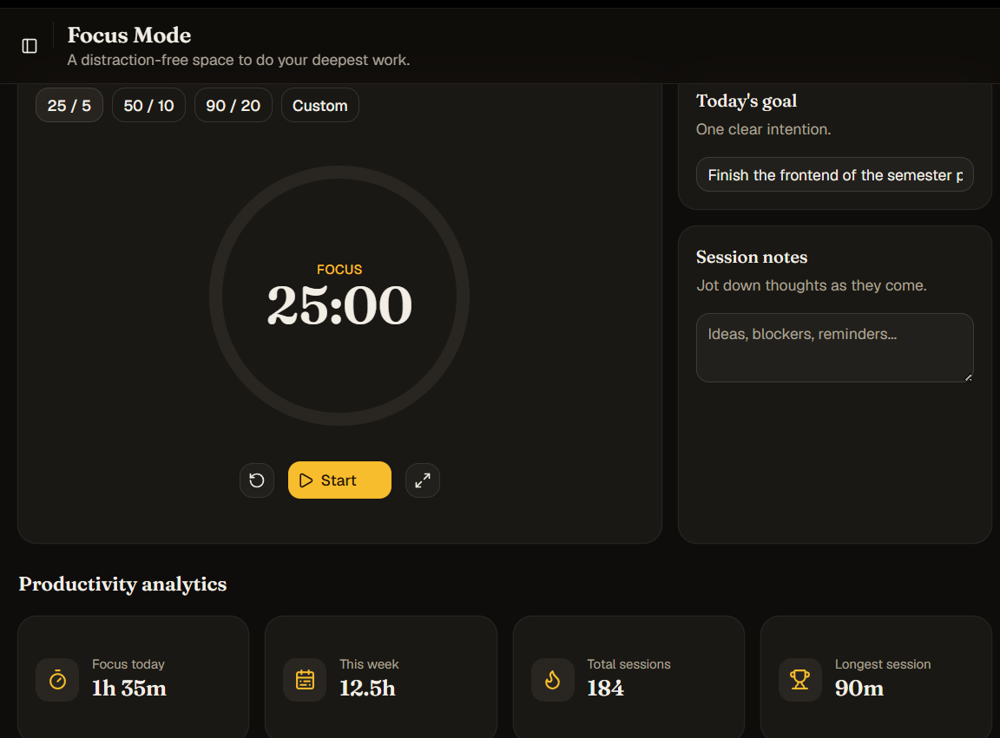 Focus Mode
A distraction-free space to do your deepest work.
25 / 5
50 / 10
90 / 20
Custom
FOCUS
25:00
Start
Today's goal
One clear intention.
Finish the frontend of the semester p
Session notes
Jot down thoughts as they come.
Ideas, blockers, reminders...
Productivity analytics
Focus today
1h 35m
This week
12.5h
Total sessions
184
Longest session
90m